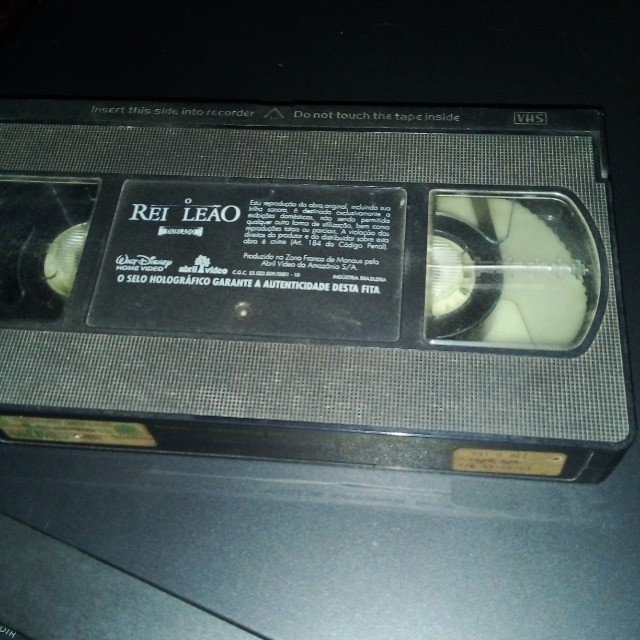 Insert this side into recorder Do not touch the tape inside VHS
O
REI LEÃO
Esta reprodução da obra original, incluindo sua
trilha sonora, é destinada exclusivamente a
exibições domésticas, não sendo permitida
qualquer outra forma de utilização, bem como
reproduções totais ou parciais. A violação dos
direitos do produtor e do distribuidor sobre esta
obra é crime (Art. 184 do Código Penal).
Produzido na Zona Franca de Manaus pela
Abril Vídeo da Amazônia S/A.
WALT DISNEY
HOME VIDEO
abril vídeo
INDÚSTRIA BRASILEIRA
O SELO HOLOGRÁFICO GARANTE A AUTENTICIDADE DESTA FITA